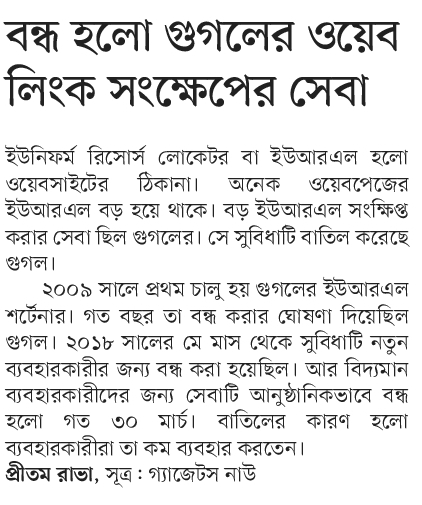 বন্ধ হলো গুগলের ওয়েব
লিংক সংক্ষেপের সেবা
ইউনিফর্ম রিসোর্স লোকেটর বা ইউআরএল হলো
ওয়েবসাইটের ঠিকানা। অনেক ওয়েবপেজের
ইউআরএল বড় হয়ে থাকে। বড় ইউআরএল সংক্ষিপ্ত
করার সেবা ছিল গুগলের। সে সুবিধাটি বাতিল করেছে
গুগল।
২০০৯ সালে প্রথম চালু হয় গুগলের ইউআরএল
শর্টেনার। গত বছর তা বন্ধ করার ঘোষণা দিয়েছিল
গুগল। ২০১৮ সালের মে মাস থেকে সুবিধাটি নতুন
ব্যবহারকারীর জন্য বন্ধ করা হয়েছিল। আর বিদ্যমান
ব্যবহারকারীদের জন্য সেবাটি আনুষ্ঠানিকভাবে বন্ধ
হলো গত ৩০ মার্চ। বাতিলের কারণ হলো
ব্যবহারকারীরা তা কম ব্যবহার করতেন।
প্রীতম রাভা, সূত্র : গ্যাজেটস নাউ